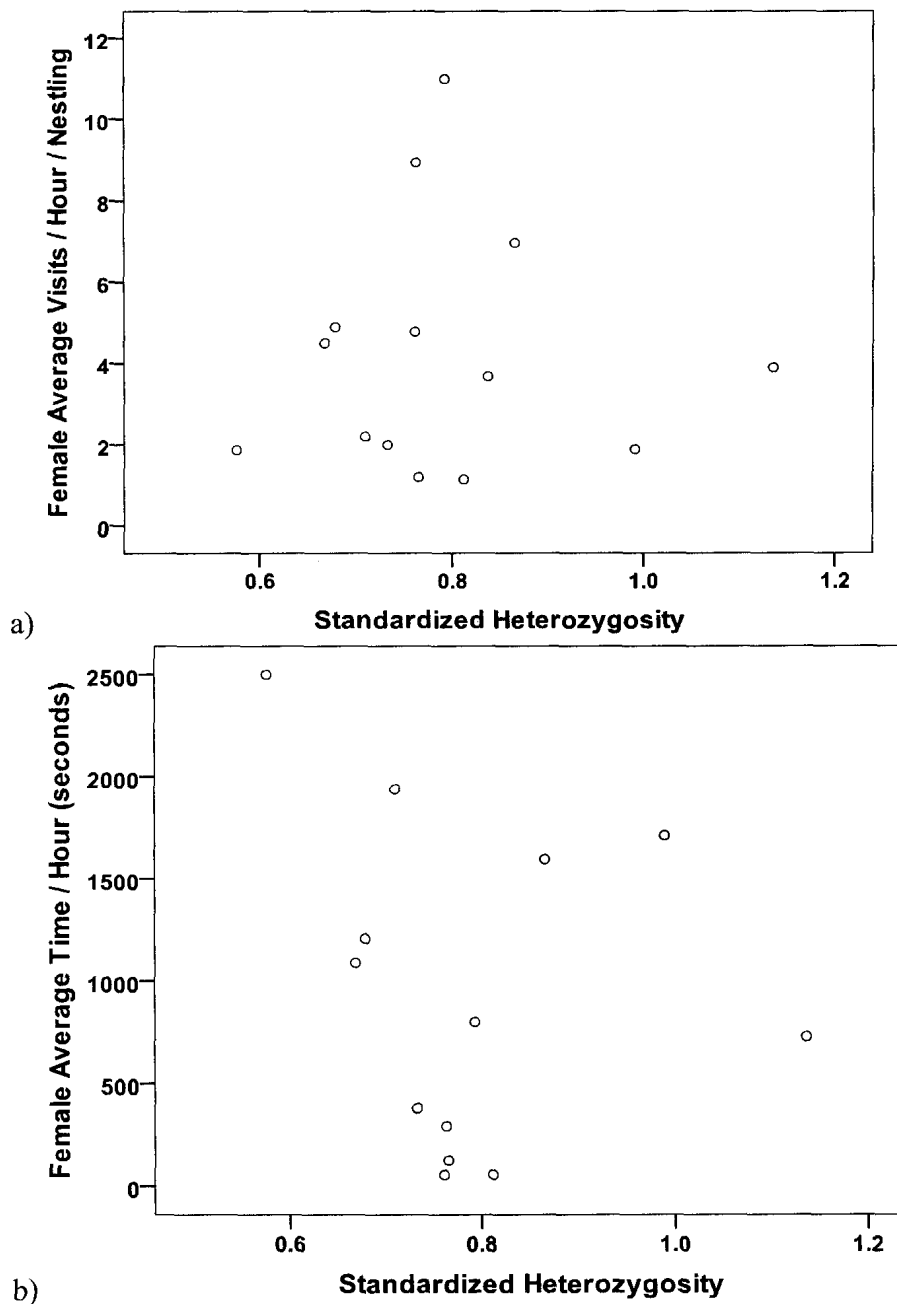 12
10
8
6
4
2
0
Female Average Visits / Hour / Nestling
0.6 0.8 1.0 1.2
Standardized Heterozygosity
a)
2500
2000
1500
1000
500
0
Female Average Time / Hour (seconds)
0.6 0.8 1.0 1.2
Standardized Heterozygosity
b)